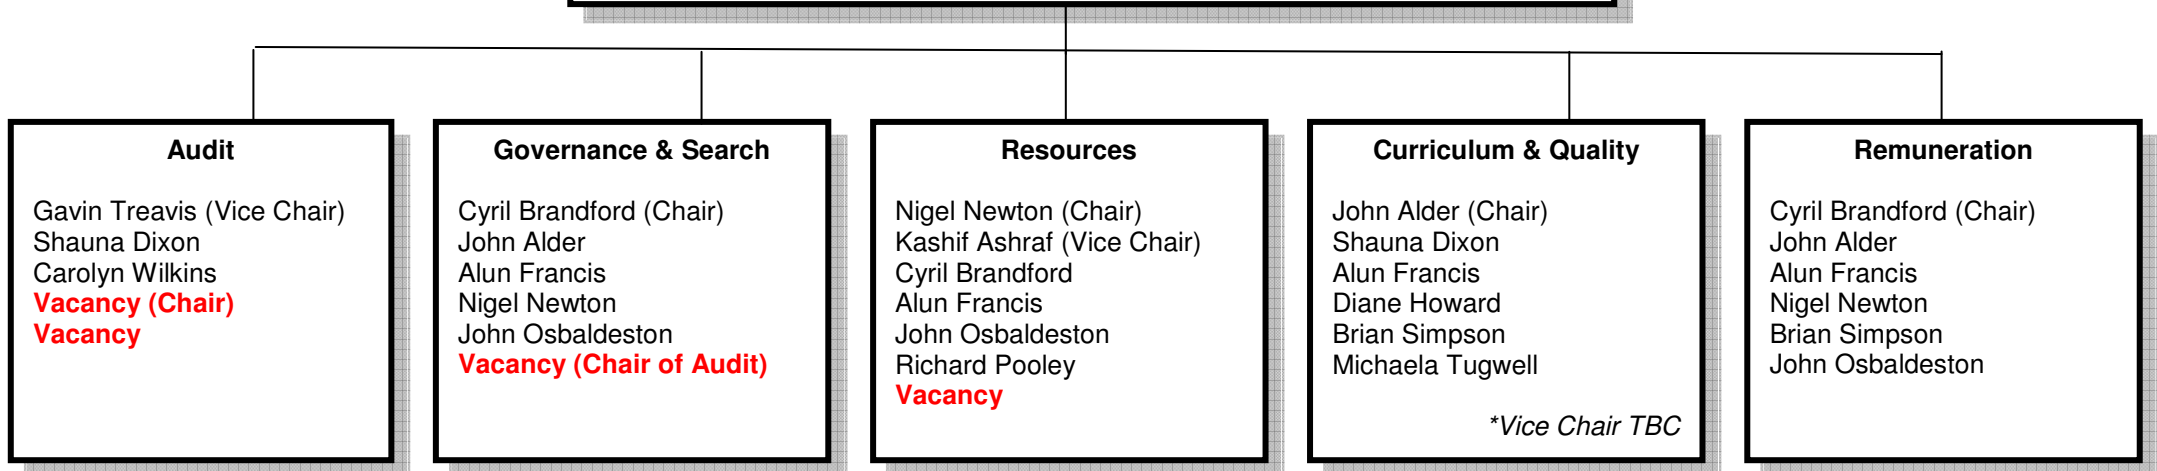 Audit
Gavin Treavis (Vice Chair)
Shauna Dixon
Carolyn Wilkins
Vacancy (Chair)
Vacancy
Governance & Search
Cyril Brandford (Chair)
John Alder
Alun Francis
Nigel Newton
John Osbaldeston
Vacancy (Chair of Audit)
Resources
Nigel Newton (Chair)
Kashif Ashraf (Vice Chair)
Cyril Brandford
Alun Francis
John Osbaldeston
Richard Pooley
Vacancy
Curriculum & Quality
John Alder (Chair)
Shauna Dixon
Alun Francis
Diane Howard
Brian Simpson
Michaela Tugwell
*Vice Chair TBC
Remuneration
Cyril Brandford (Chair)
John Alder
Alun Francis
Nigel Newton
Brian Simpson
John Osbaldeston